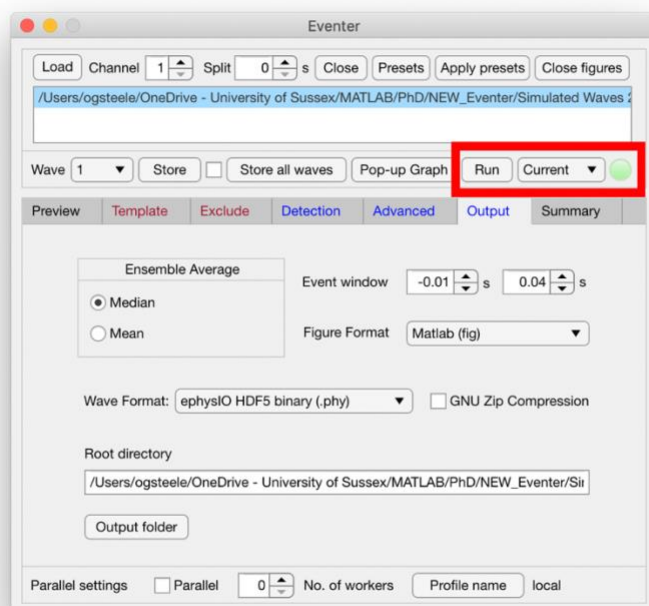 Eventer
Load Channel 1 Split 0 s Close Presets Apply presets Close figures
/Users/ogsteele/OneDrive - University of Sussex/MATLAB/PhD/NEW_Eventer/Simulated Waves
Wave 1 Store Store all waves Pop-up Graph Run Current
Preview Template Exclude Detection Advanced Output Summary
Ensemble Average
Median
Mean
Event window -0.01 s 0.04 s
Figure Format Matlab (fig)
Wave Format: ephysIO HDF5 binary (.phy) GNU Zip Compression
Root directory
/Users/ogsteele/OneDrive - University of Sussex/MATLAB/PhD/NEW_Eventer/Si
Output folder
Parallel settings Parallel 0 No. of workers Profile name local